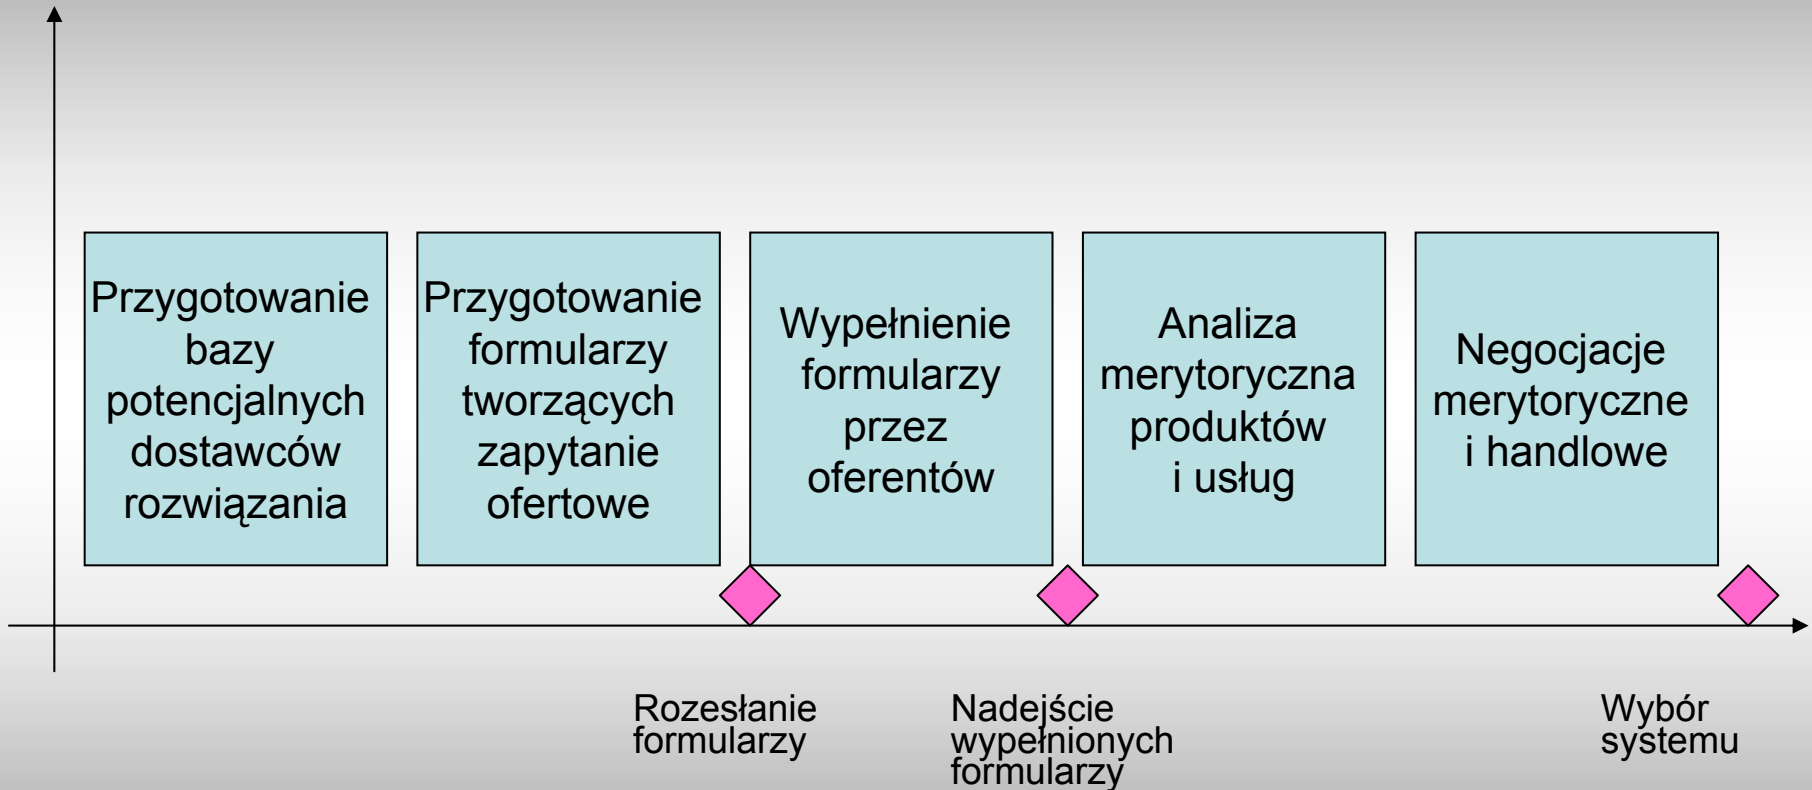 Przygotowanie
bazy
potencjalnych
dostawców
rozwiązania
Przygotowanie
formularzy
tworzących
zapytanie
ofertowe
Wypełnienie
formularzy
przez
oferentów
Analiza
merytoryczna
produktów
i usług
Negocjacje
merytoryczne
i handlowe
Rozesłanie
formularzy
Nadejście
wypełnionych
formularzy
Wybór
systemu